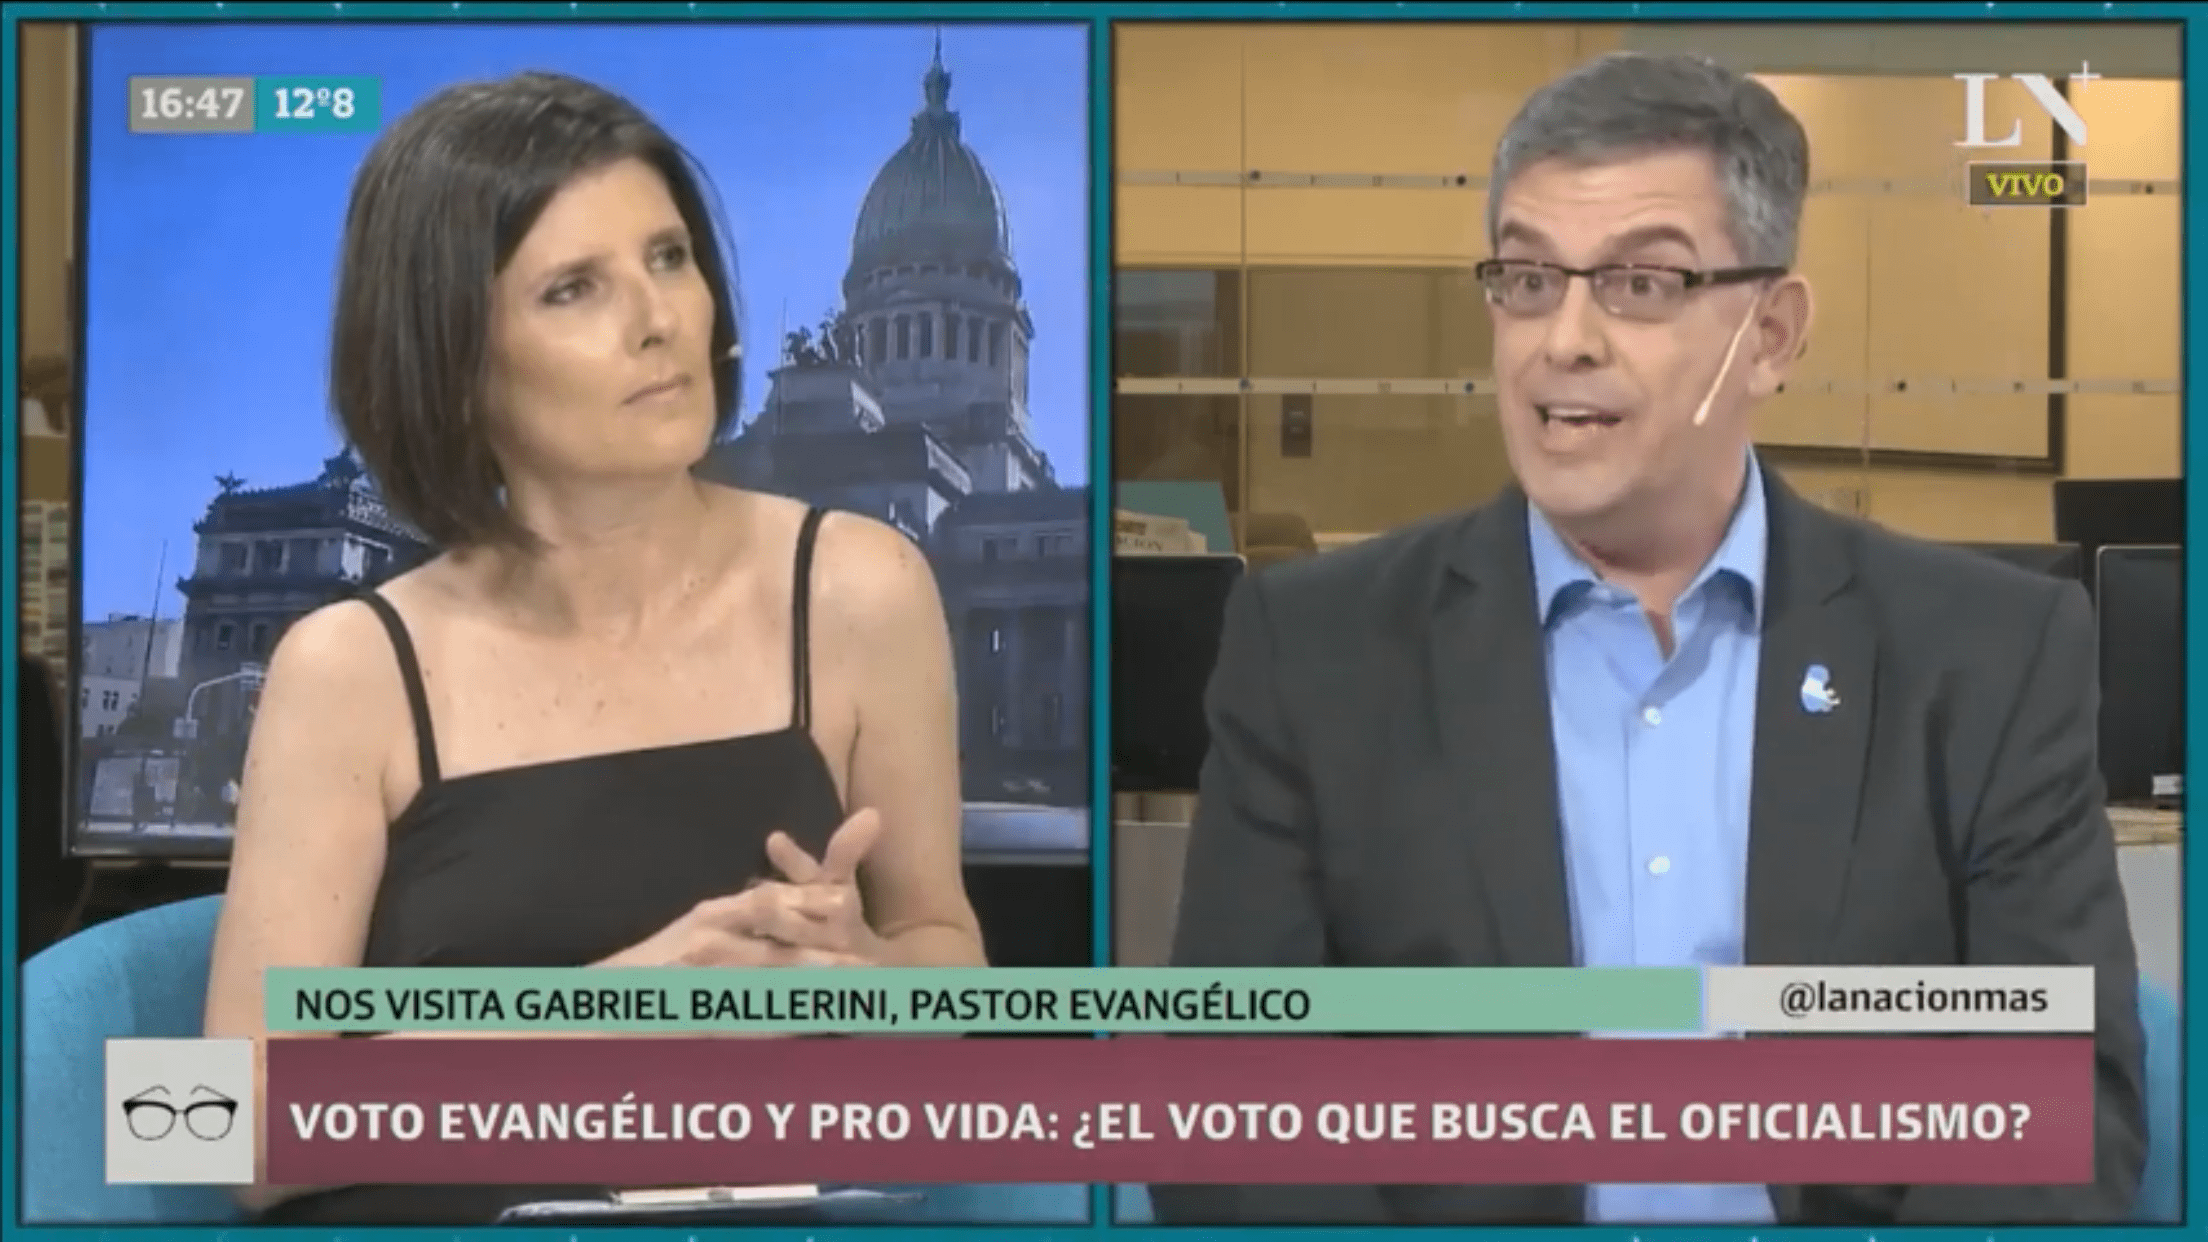 16:47 12º8
LN+
VIVO
NOS VISITA GABRIEL BALLERINI, PASTOR EVANGÉLICO
@lanacionmas
VOTO EVANGÉLICO Y PRO VIDA: ¿EL VOTO QUE BUSCA EL OFICIALISMO?